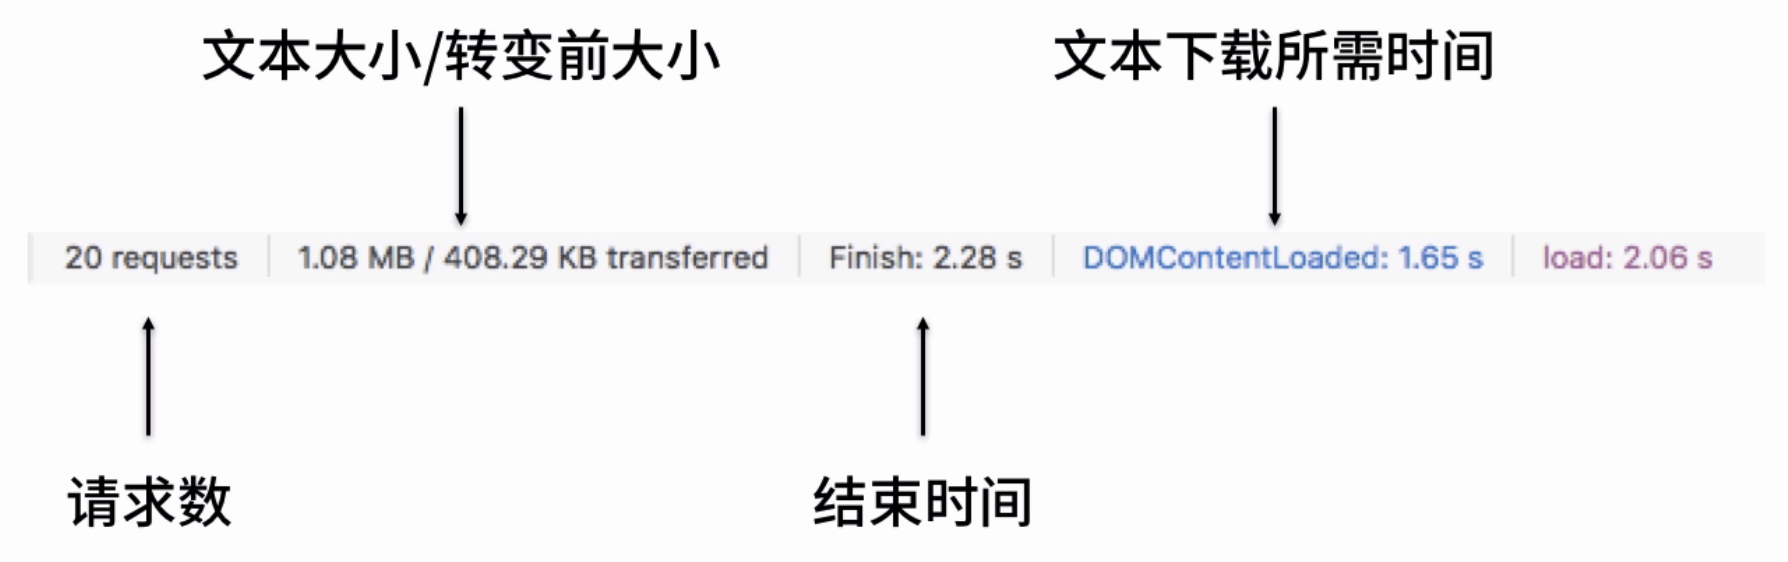 文本大小/转变前大小
文本下载所需时间
20 requests
1.08 MB / 408.29 KB transferred
Finish: 2.28 s
DOMContentLoaded: 1.65 s
load: 2.06 s
请求数
结束时间